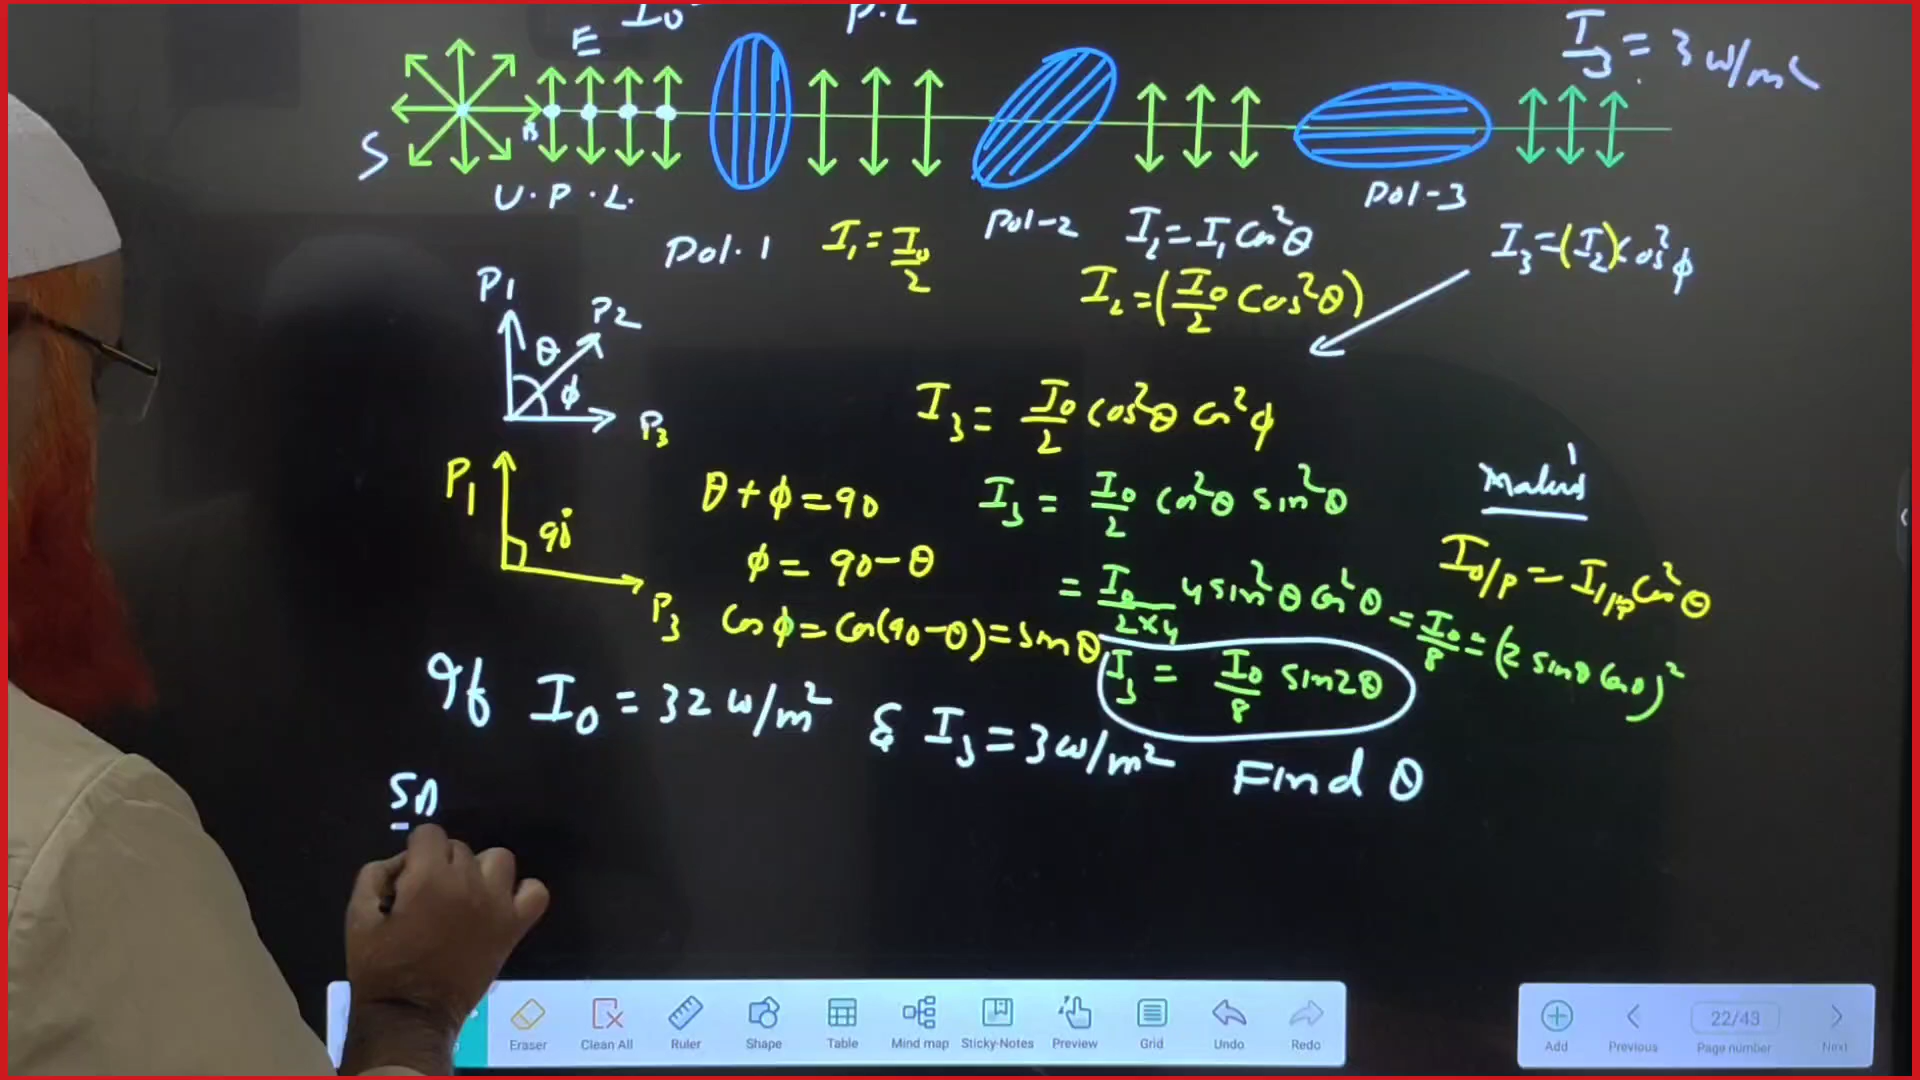 I₀
P.L
I₃ = 3 w/m²
E
S
B
U.P.L.
Pol.1
I₁ = I₀/2
Pol-2
I₂ = I₁ Cos²θ
I₂ = (I₀/2 Cos²θ)
Pol-3
I₃ = (I₂) Cos²ϕ
P1
P2
θ
ϕ
P₃
I₃ = I₀/2 Cos²θ Cos²ϕ
P₁
90°
P₃
θ + ϕ = 90
ϕ = 90 - θ
Cos ϕ = Cos(90-θ) = sin θ
I₃ = I₀/2 Cos²θ sin²θ
= I₀/2×4 4 sin²θ Cos²θ = I₀/8 = (2 sinθ Cosθ)²
I₃ = I₀/8 sin2θ
Malus'
I₀/p = I₁/p Cos²θ
If I₀ = 32 w/m² & I₃ = 3 w/m² Find θ
Eraser
Clean All
Ruler
Shape
Table
Mind map
Sticky-Notes
Preview
Grid
Undo
Redo
Add
Previous
22/43
Page number
Next